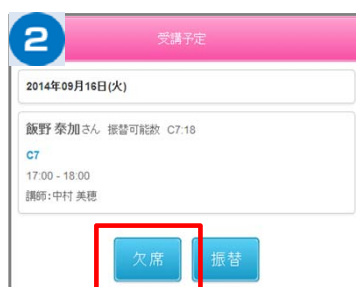 2
受講予定
2014年09月16日(火)
飯野 泰加さん 振替可能数 C7:18
C7
17:00 - 18:00
講師:中村 美穂
欠席 振替